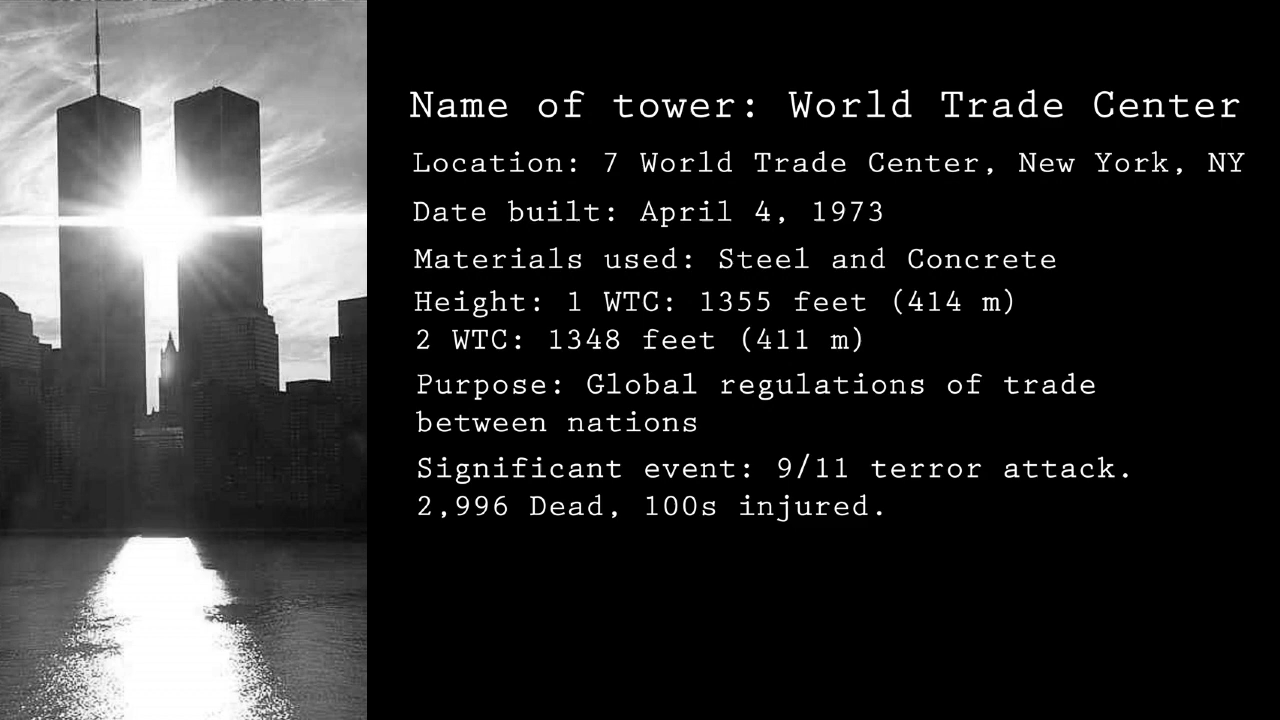 Name of tower: World Trade Center
Location: 7 World Trade Center, New York, NY
Date built: April 4, 1973
Materials used: Steel and Concrete
Height: 1 WTC: 1355 feet (414 m)
2 WTC: 1348 feet (411 m)
Purpose: Global regulations of trade
between nations
Significant event: 9/11 terror attack.
2,996 Dead, 100s injured.